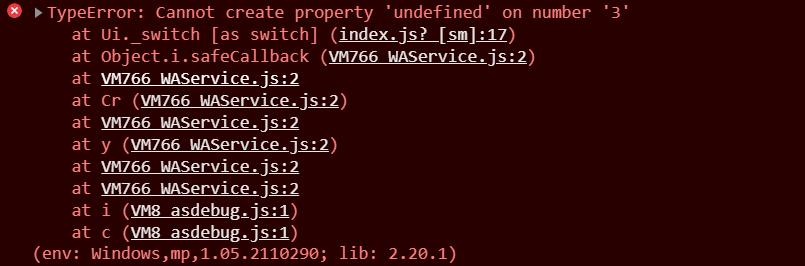 TypeError: Cannot create property 'undefined' on number '3'
at Ui._switch [as switch] (index.js? [sm]:17)
at Object.i.safeCallback (VM766 WAService.js:2)
at VM766 WAService.js:2
at Cr (VM766 WAService.js:2)
at VM766 WAService.js:2
at y (VM766 WAService.js:2)
at VM766 WAService.js:2
at VM766 WAService.js:2
at i (VM8 asdebug.js:1)
at c (VM8 asdebug.js:1)
(env: Windows,mp,1.05.2110290; lib: 2.20.1)